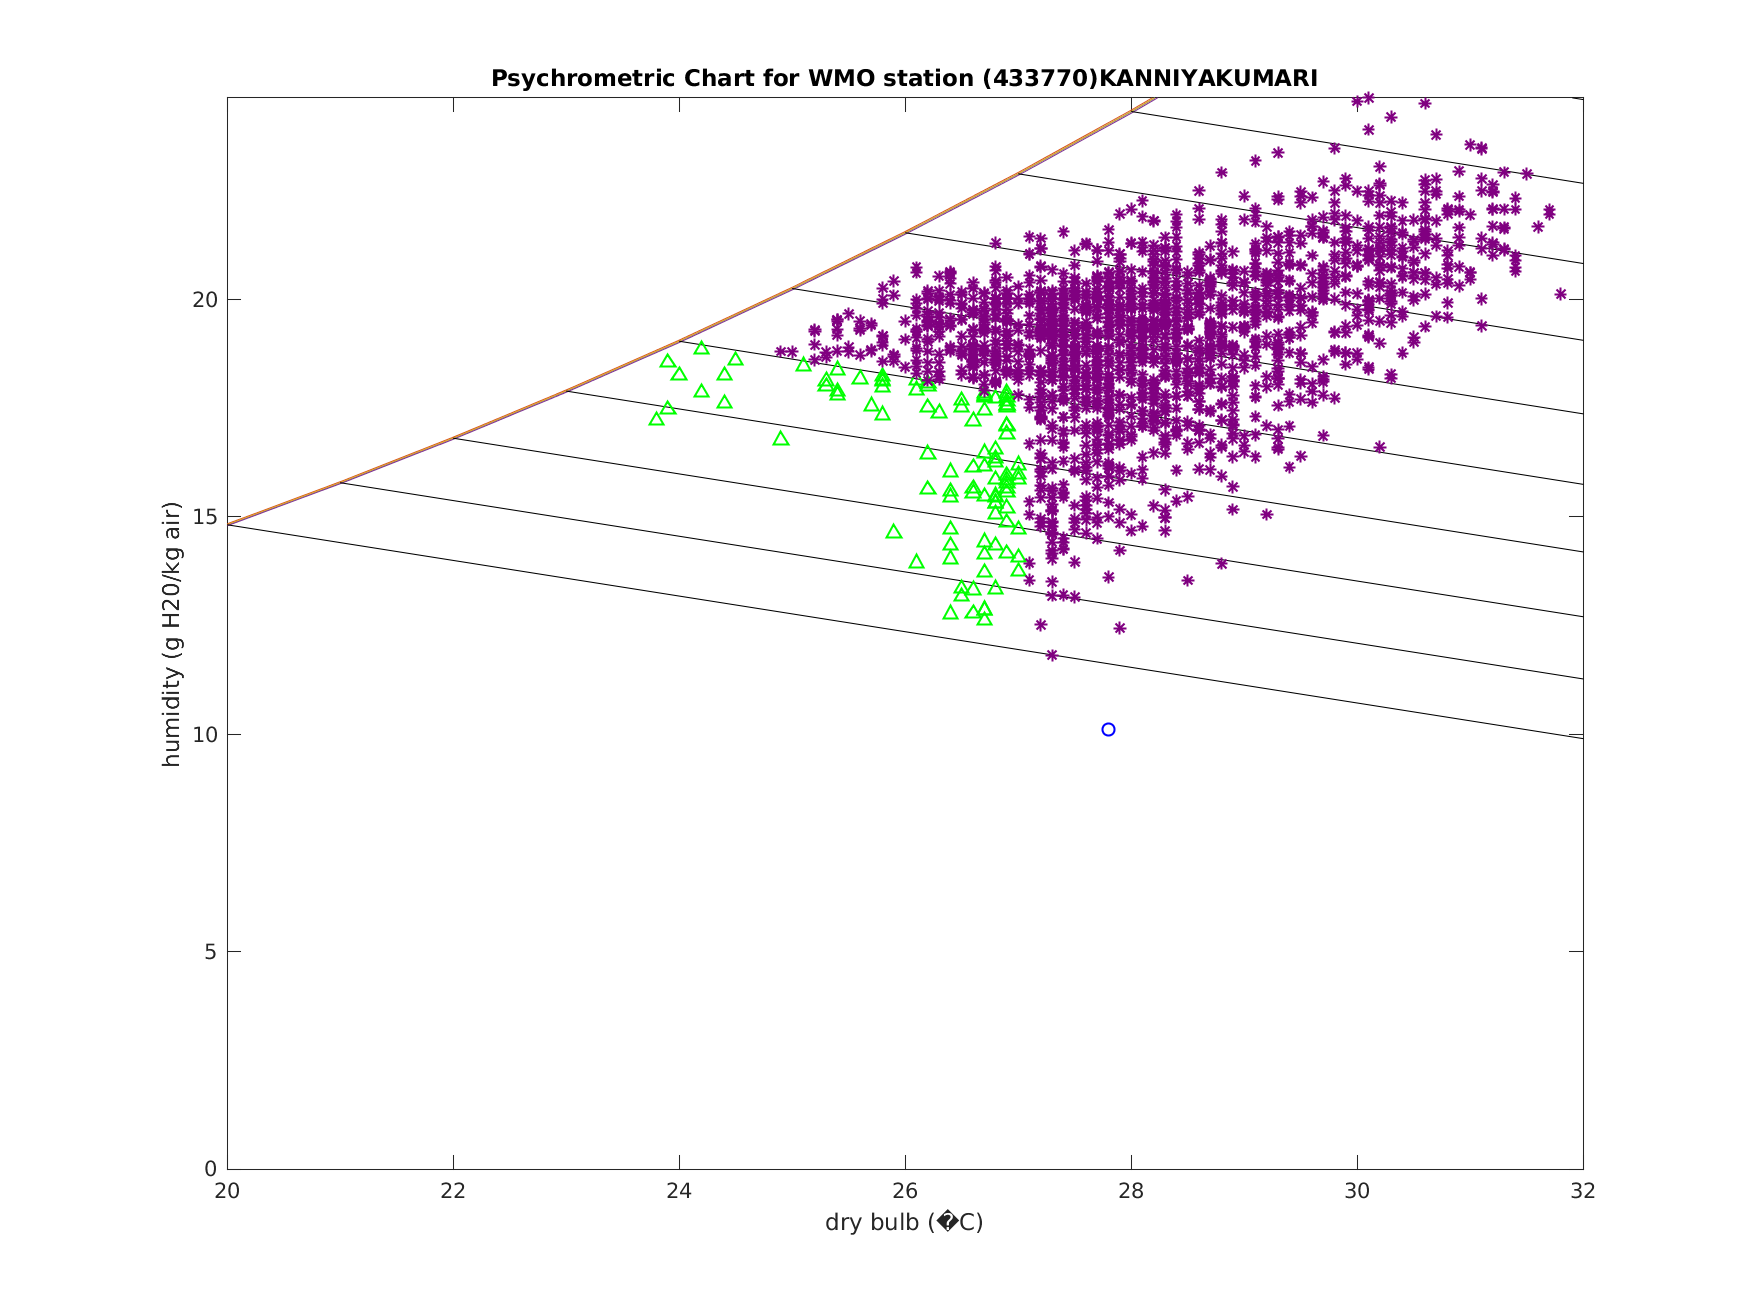 Psychrometric Chart for WMO station (433770)KANNIYAKUMARI
humidity (g H20/kg air)
20
15
10
5
0
20 22 24 26 28 30 32
dry bulb (�C)